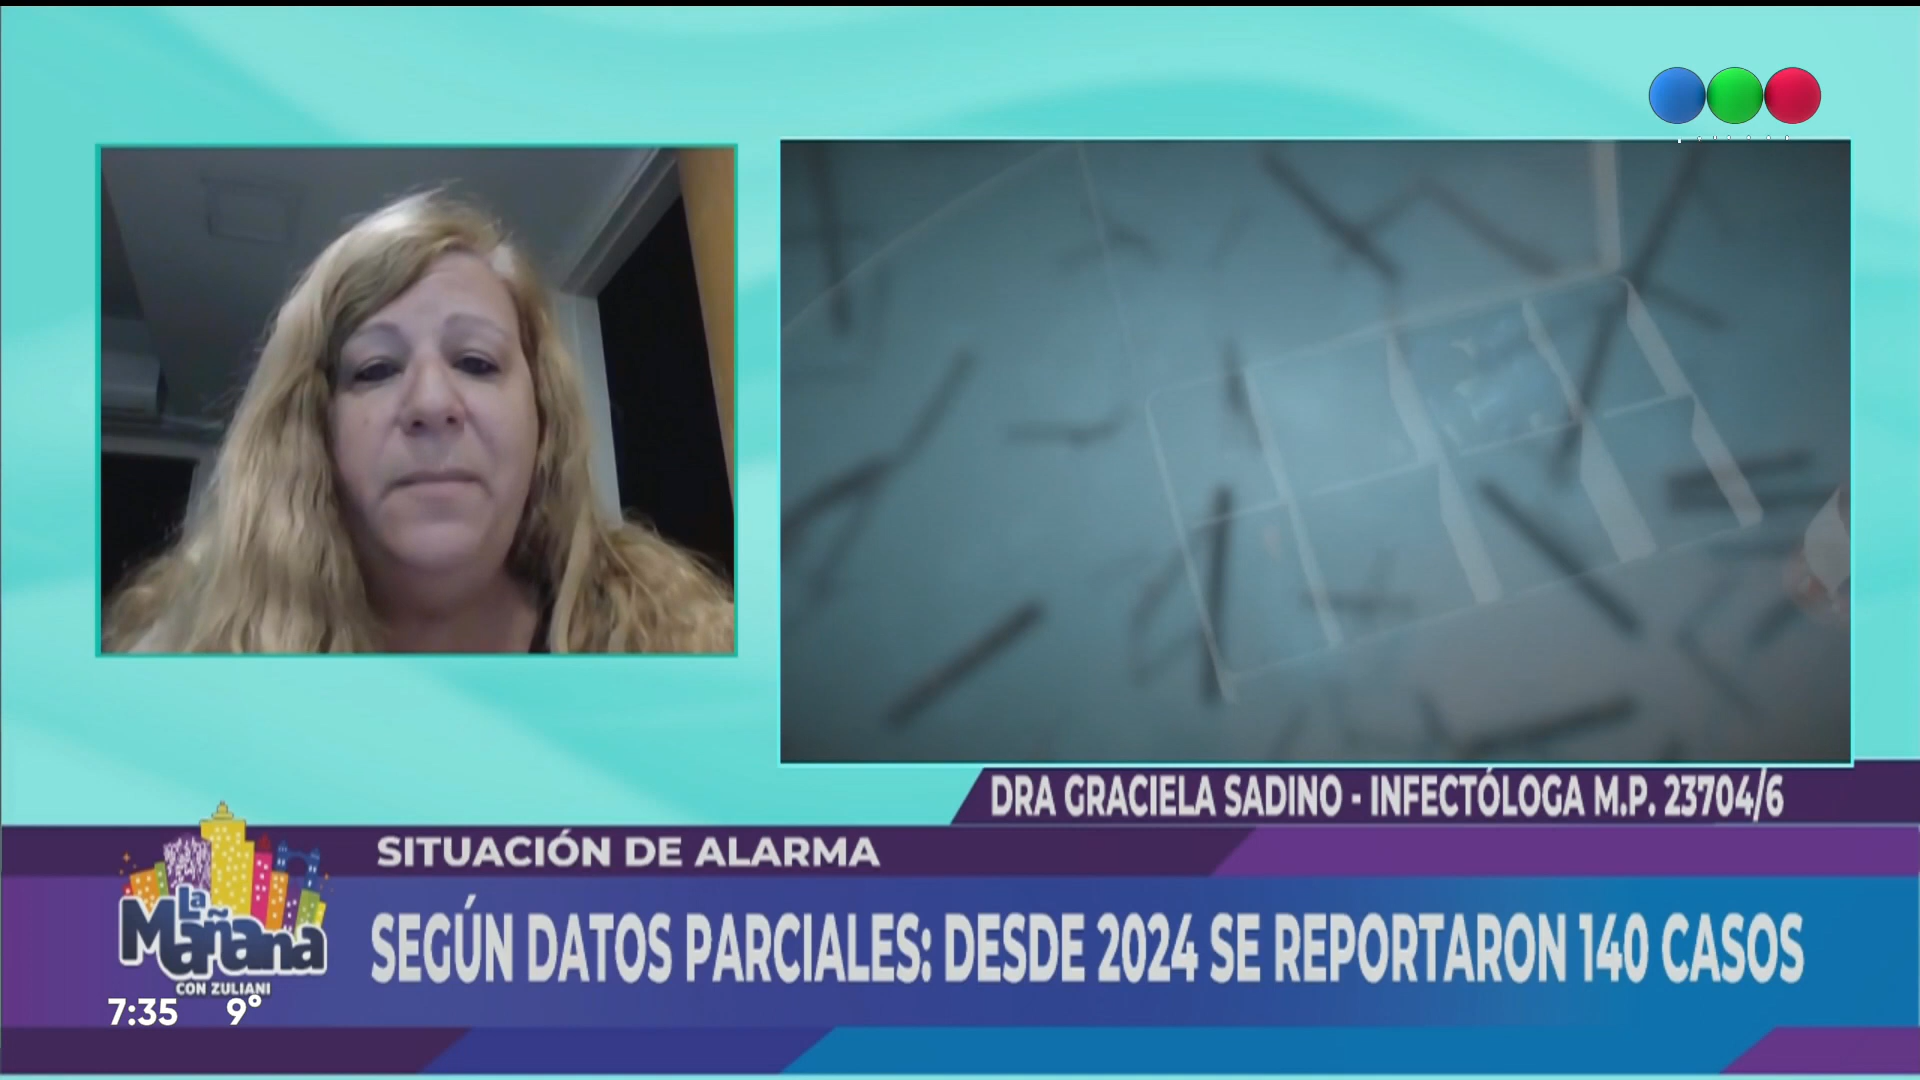 DRA GRACIELA SADINO - INFECTÓLOGA M.P. 23704/6
SITUACIÓN DE ALARMA
SEGÚN DATOS PARCIALES: DESDE 2024 SE REPORTARON 140 CASOS
La
Mañana
CON ZULIANI
7:35 9°